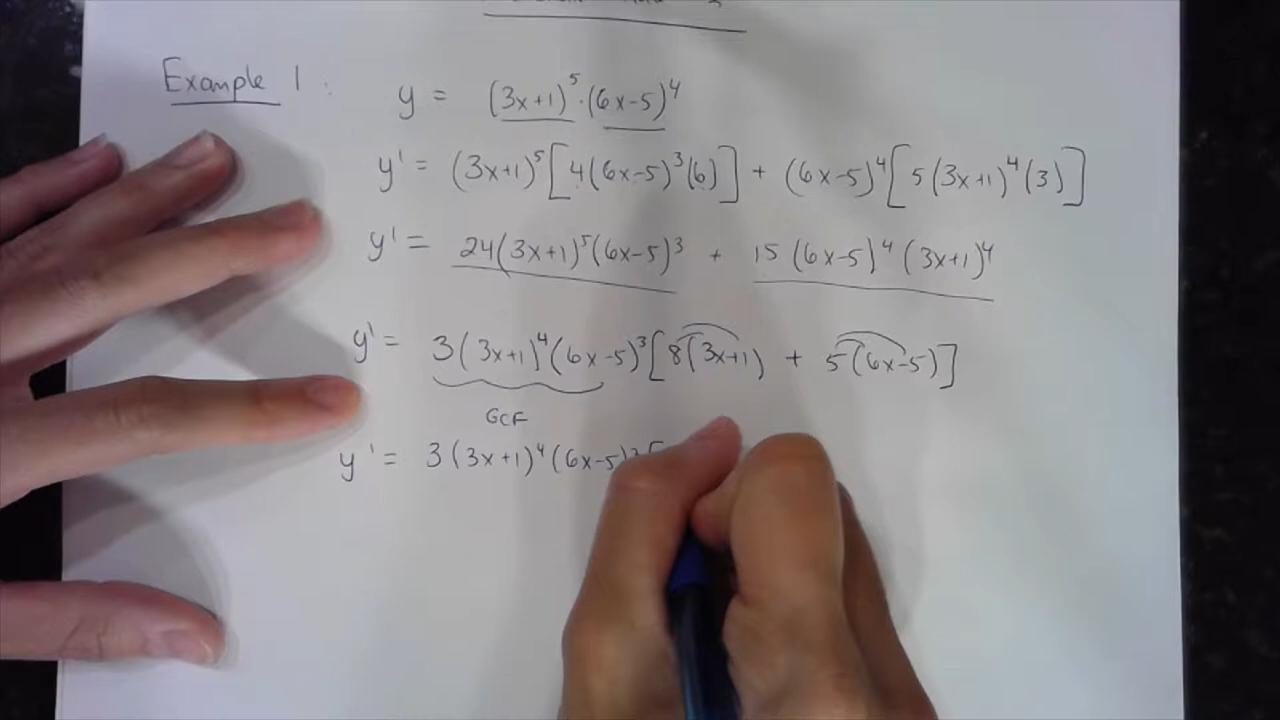 Example 1 : y = (3x+1)⁵·(6x-5)⁴
y' = (3x+1)⁵[4(6x-5)³(6)] + (6x-5)⁴[5(3x+1)⁴(3)]
y' = 24(3x+1)⁵(6x-5)³ + 15(6x-5)⁴(3x+1)⁴
y' = 3(3x+1)⁴(6x-5)³[8(3x+1) + 5(6x-5)]
GCF
y' = 3(3x+1)⁴(6x-5)³[